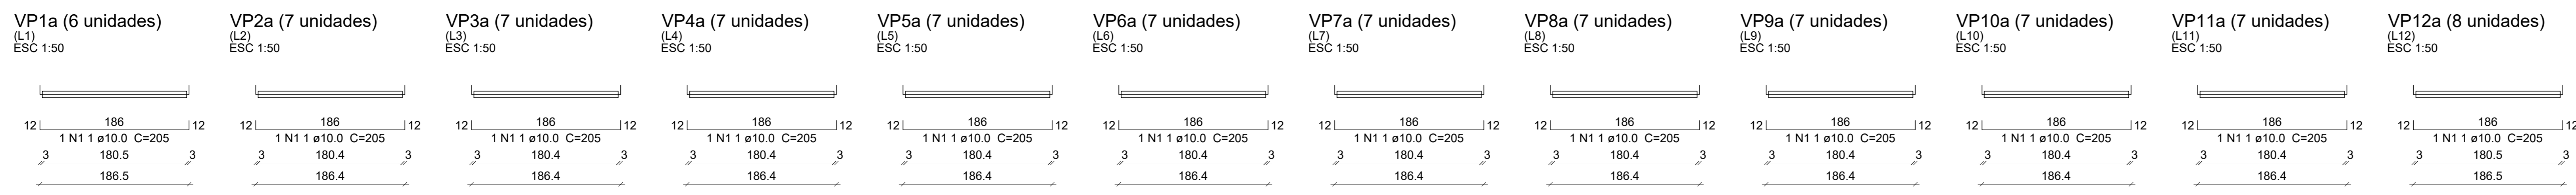 VP1a (6 unidades)
(L1)
ESC 1:50
12 186 12
1 N1 1 ø10.0 C=205
3 180.5 3
186.5
VP2a (7 unidades)
(L2)
ESC 1:50
12 186 12
1 N1 1 ø10.0 C=205
3 180.4 3
186.4
VP3a (7 unidades)
(L3)
ESC 1:50
12 186 12
1 N1 1 ø10.0 C=205
3 180.4 3
186.4
VP4a (7 unidades)
(L4)
ESC 1:50
12 186 12
1 N1 1 ø10.0 C=205
3 180.4 3
186.4
VP5a (7 unidades)
(L5)
ESC 1:50
12 186 12
1 N1 1 ø10.0 C=205
3 180.4 3
186.4
VP6a (7 unidades)
(L6)
ESC 1:50
12 186 12
1 N1 1 ø10.0 C=205
3 180.4 3
186.4
VP7a (7 unidades)
(L7)
ESC 1:50
12 186 12
1 N1 1 ø10.0 C=205
3 180.4 3
186.4
VP8a (7 unidades)
(L8)
ESC 1:50
12 186 12
1 N1 1 ø10.0 C=205
3 180.4 3
186.4
VP9a (7 unidades)
(L9)
ESC 1:50
12 186 12
1 N1 1 ø10.0 C=205
3 180.4 3
186.4
VP10a (7 unidades)
(L10)
ESC 1:50
12 186 12
1 N1 1 ø10.0 C=205
3 180.4 3
186.4
VP11a (7 unidades)
(L11)
ESC 1:50
12 186 12
1 N1 1 ø10.0 C=205
3 180.4 3
186.4
VP12a (8 unidades)
(L12)
ESC 1:50
12 186 12
1 N1 1 ø10.0 C=205
3 180.5 3
186.5